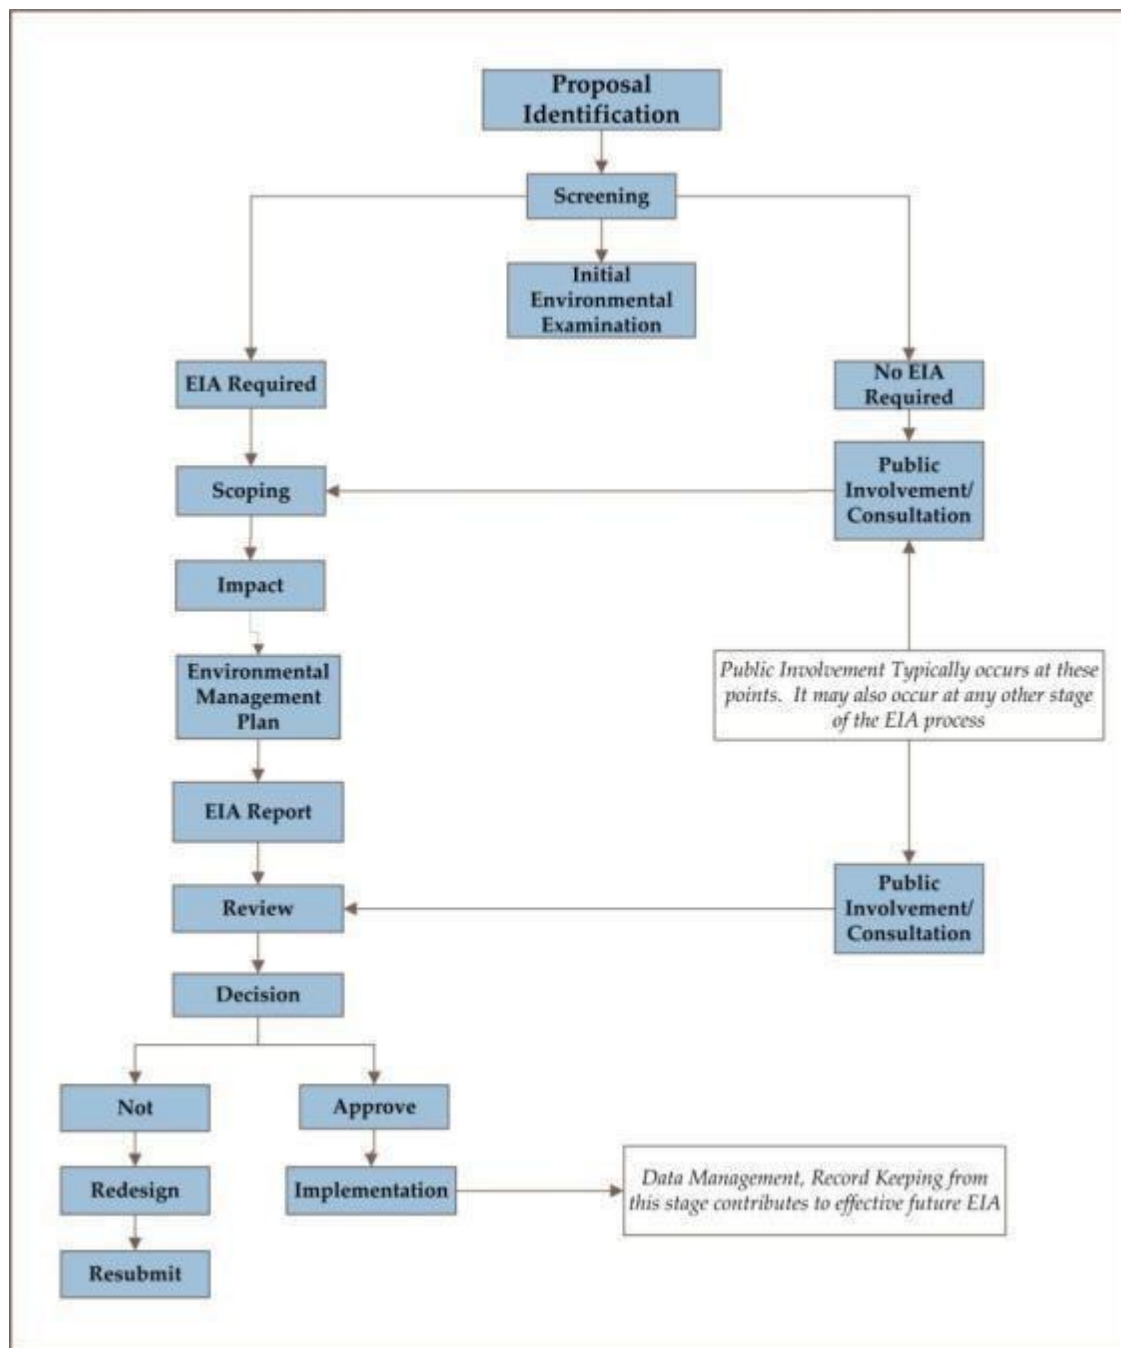 Proposal
Identification
Screening
Initial
Environmental
Examination
EIA Required
No EIA
Required
Scoping
Public
Involvement/
Consultation
Impact
Environmental
Management
Plan
Public Involvement Typically occurs at these
points. It may also occur at any other stage
of the EIA process
EIA Report
Review
Public
Involvement/
Consultation
Decision
Not
Approve
Redesign
Implementation
Data Management, Record Keeping from
this stage contributes to effective future EIA
Resubmit